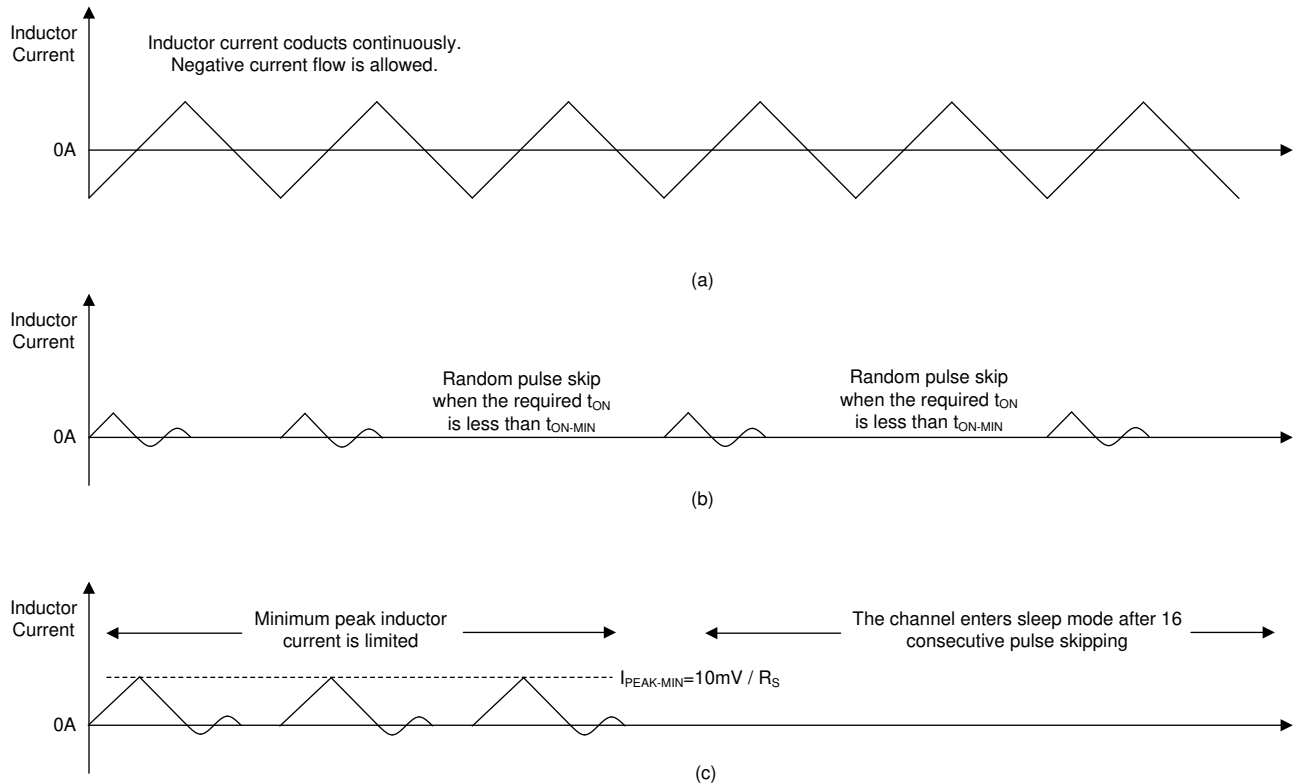 Inductor
Current
Inductor current coducts continuously.
Negative current flow is allowed.
0A
(a)
Inductor
Current
Random pulse skip
when the required tON
is less than tON-MIN
Random pulse skip
when the required tON
is less than tON-MIN
0A
(b)
Inductor
Current
Minimum peak inductor
current is limited
The channel enters sleep mode after 16
consecutive pulse skipping
IPEAK-MIN=10mV / RS
0A
(c)